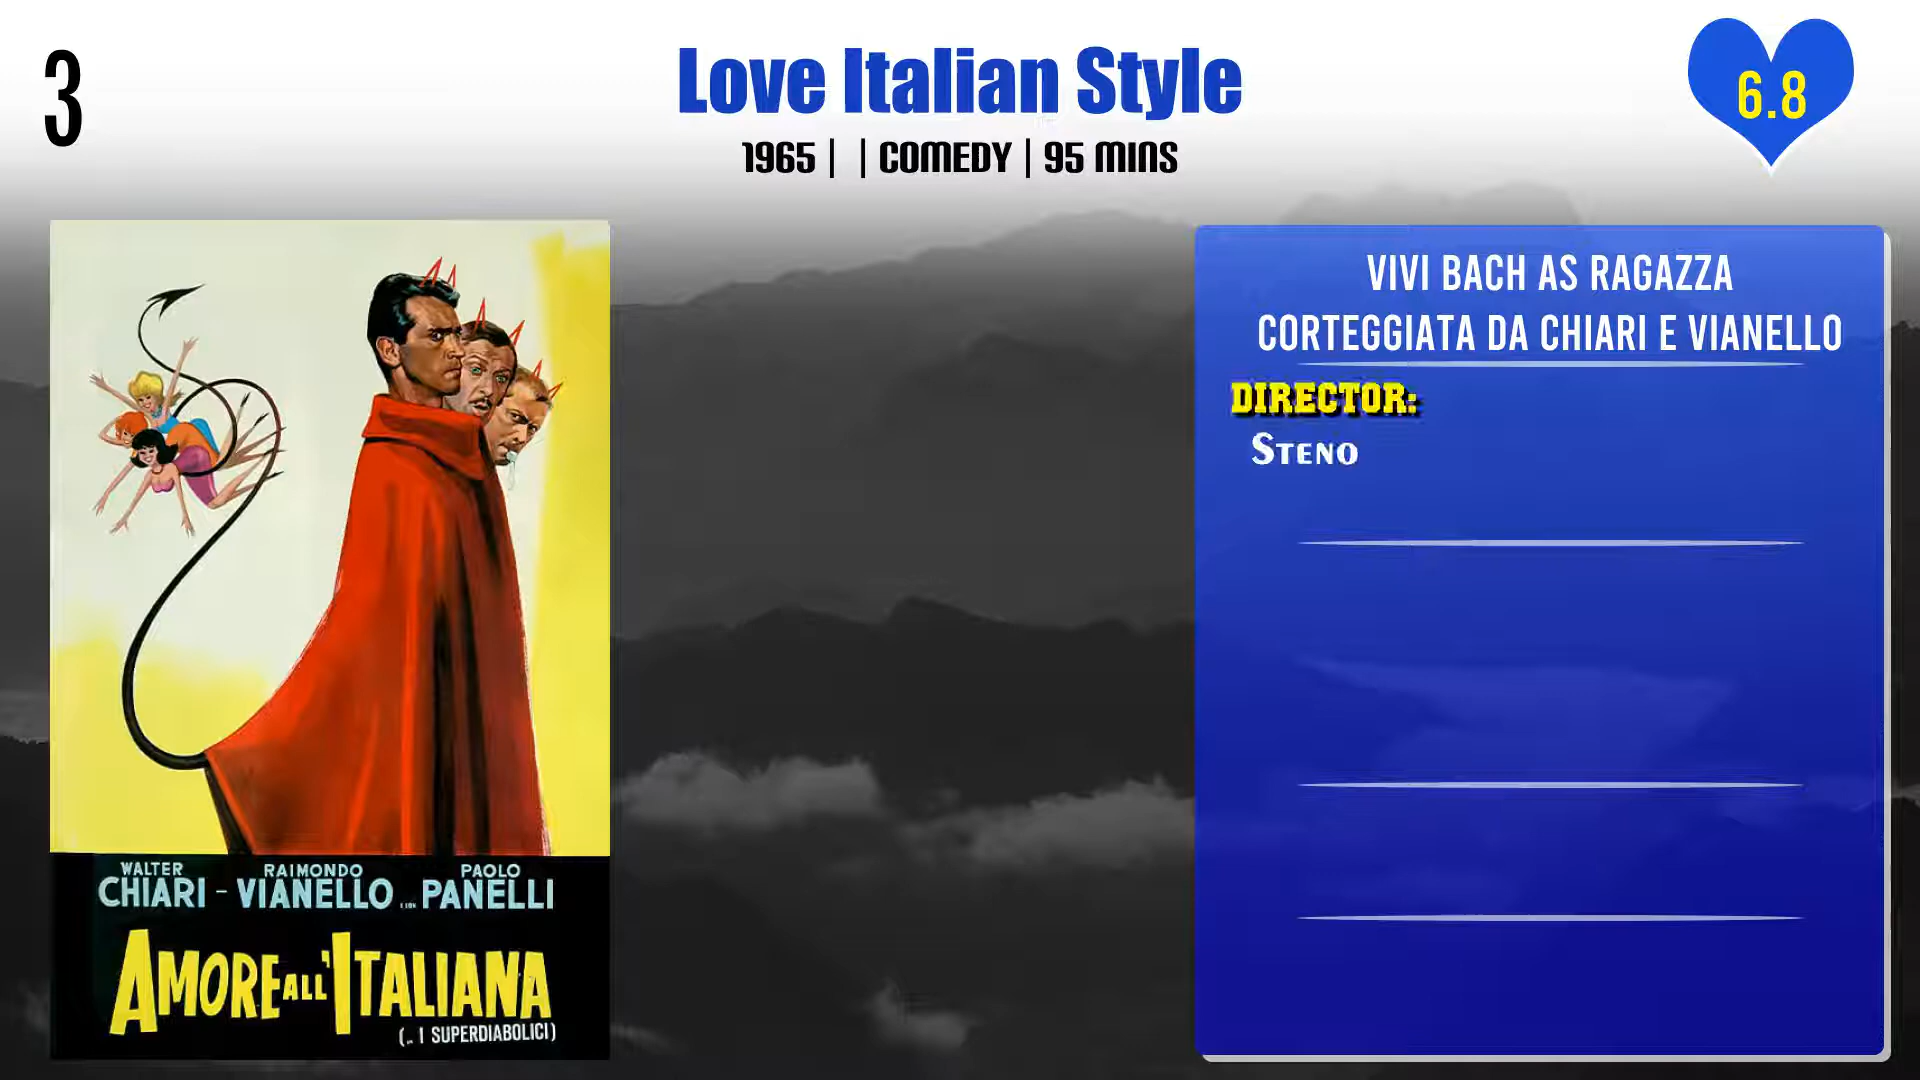 3
Love Italian Style
6.8
1965 | | COMEDY | 95 MINS
VIVI BACH AS RAGAZZA
CORTEGGIATA DA CHIARI E VIANELLO
DIRECTOR:
STENO
WALTER CHIARI - RAIMONDO VIANELLO PAOLO PANELLI
AMORE ALL'ITALIANA
(.. I SUPERDIABOLICI)